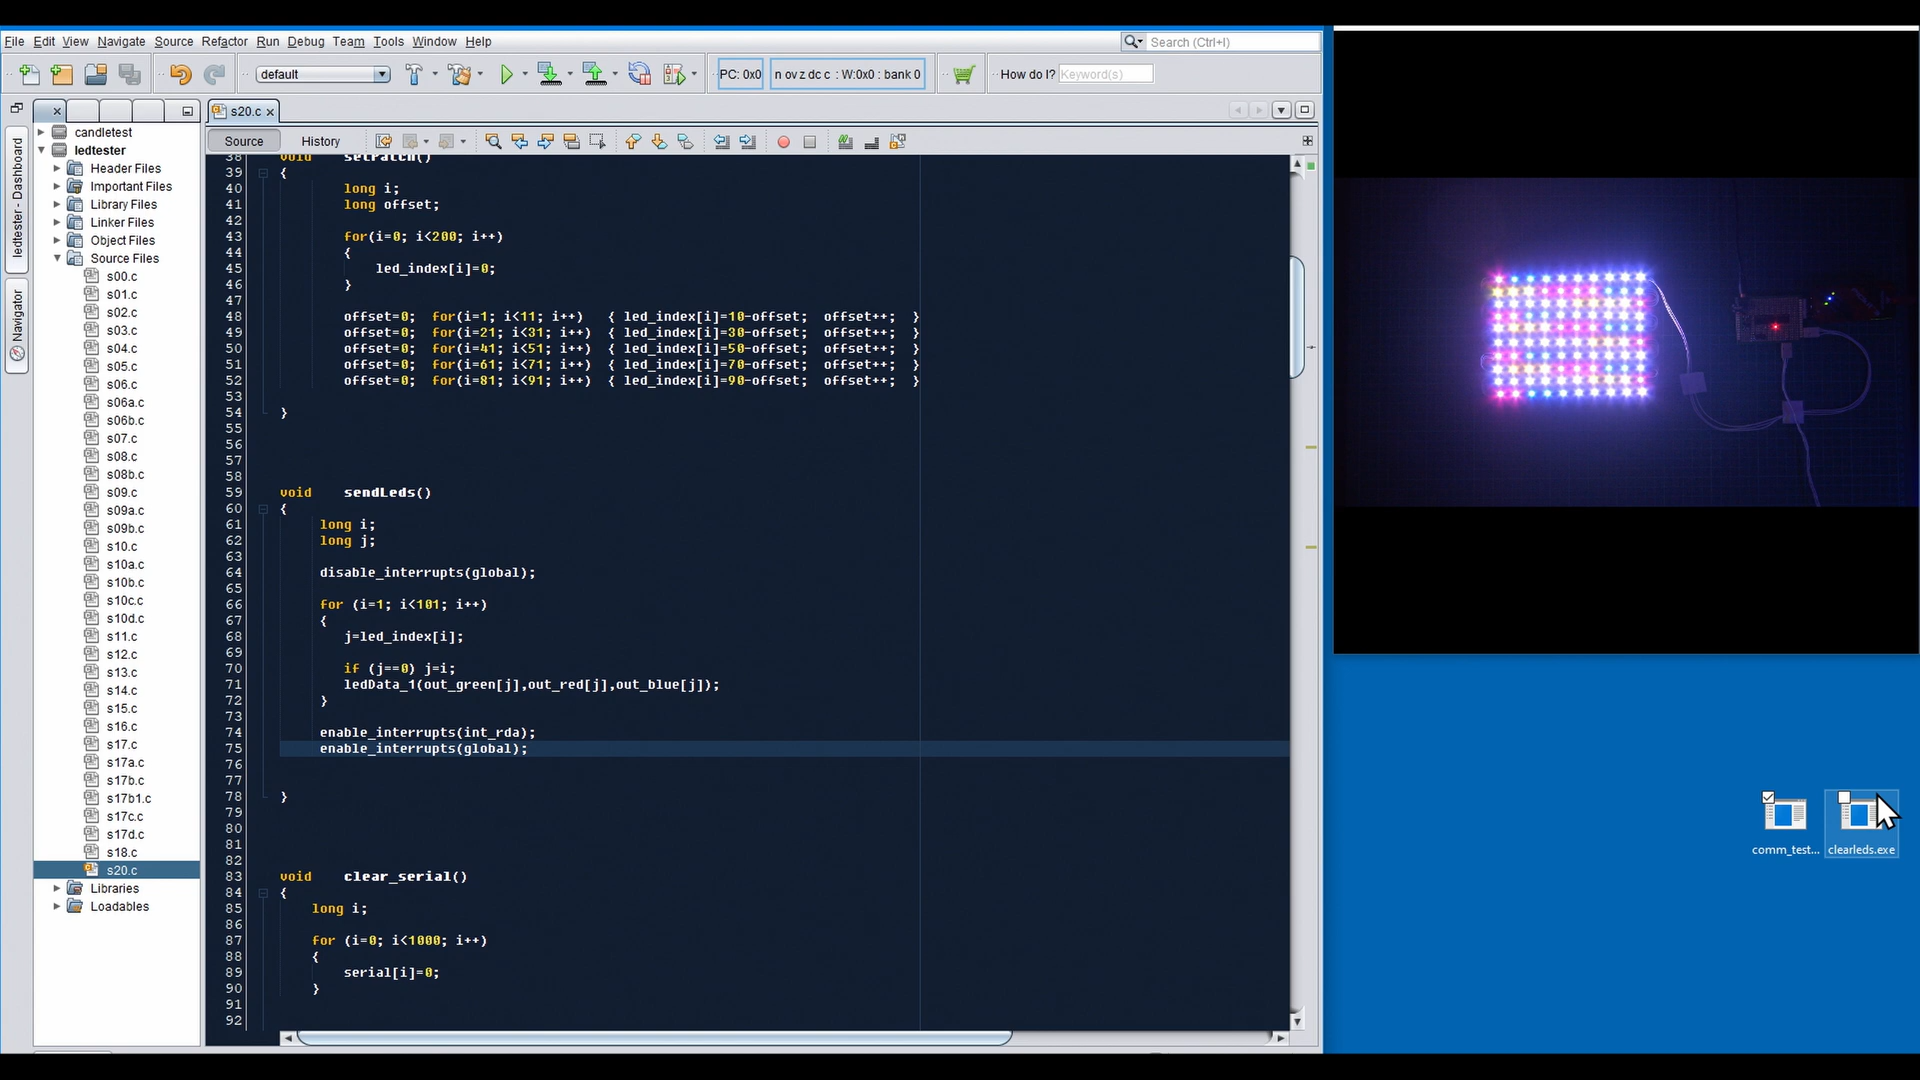 File Edit View Navigate Source Refactor Run Debug Team Tools Window Help
Search (Ctrl+I)
default
PC: 0x0
n ov z dc c : W:0x0 : bank 0
How do I?
Keyword(s)
ledtester - Dashboard
Navigator
candletest
ledtester
Header Files
Important Files
Library Files
Linker Files
Object Files
Source Files
s00.c
s01.c
s02.c
s03.c
s04.c
s05.c
s06.c
s06a.c
s06b.c
s07.c
s08.c
s08b.c
s09.c
s09a.c
s09b.c
s10.c
s10a.c
s10b.c
s10c.c
s10d.c
s11.c
s12.c
s13.c
s14.c
s15.c
s16.c
s17.c
s17a.c
s17b.c
s17b1.c
s17c.c
s17d.c
s18.c
s20.c
Libraries
Loadables
s20.c
Source History
38 void setPatch()
39 {
40 long i;
41 long offset;
42
43 for(i=0; i<200; i++)
44 {
45 led_index[i]=0;
46 }
47
48 offset=0; for(i=1; i<11; i++) { led_index[i]=10-offset; offset++; }
49 offset=0; for(i=21; i<31; i++) { led_index[i]=30-offset; offset++; }
50 offset=0; for(i=41; i<51; i++) { led_index[i]=50-offset; offset++; }
51 offset=0; for(i=61; i<71; i++) { led_index[i]=70-offset; offset++; }
52 offset=0; for(i=81; i<91; i++) { led_index[i]=90-offset; offset++; }
53
54 }
55
56
57
58
59 void sendLeds()
60 {
61 long i;
62 long j;
63
64 disable_interrupts(global);
65
66 for (i=1; i<101; i++)
67 {
68 j=led_index[i];
69
70 if (j==0) j=i;
71 ledData_1(out_green[j],out_red[j],out_blue[j]);
72 }
73
74 enable_interrupts(int_rda);
75 enable_interrupts(global);
76
77
78 }
79
80
81
82
83 void clear_serial()
84 {
85 long i;
86
87 for (i=0; i<1000; i++)
88 {
89 serial[i]=0;
90 }
91
92
comm_test...
clearleds.exe